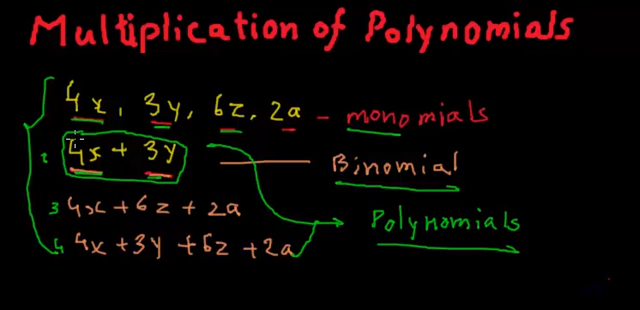 Multiplication of Polynomials
4x, 3y, 6z, 2a - monomials
2 4x + 3y — Binomial
3 4x + 6z + 2a
Polynomials
4 4x + 3y + 6z + 2a